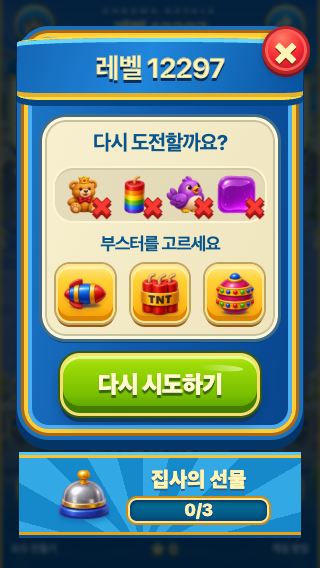 레벨 12297
다시 도전할까요?
부스터를 고르세요
TNT
다시 시도하기
집사의 선물
0/3